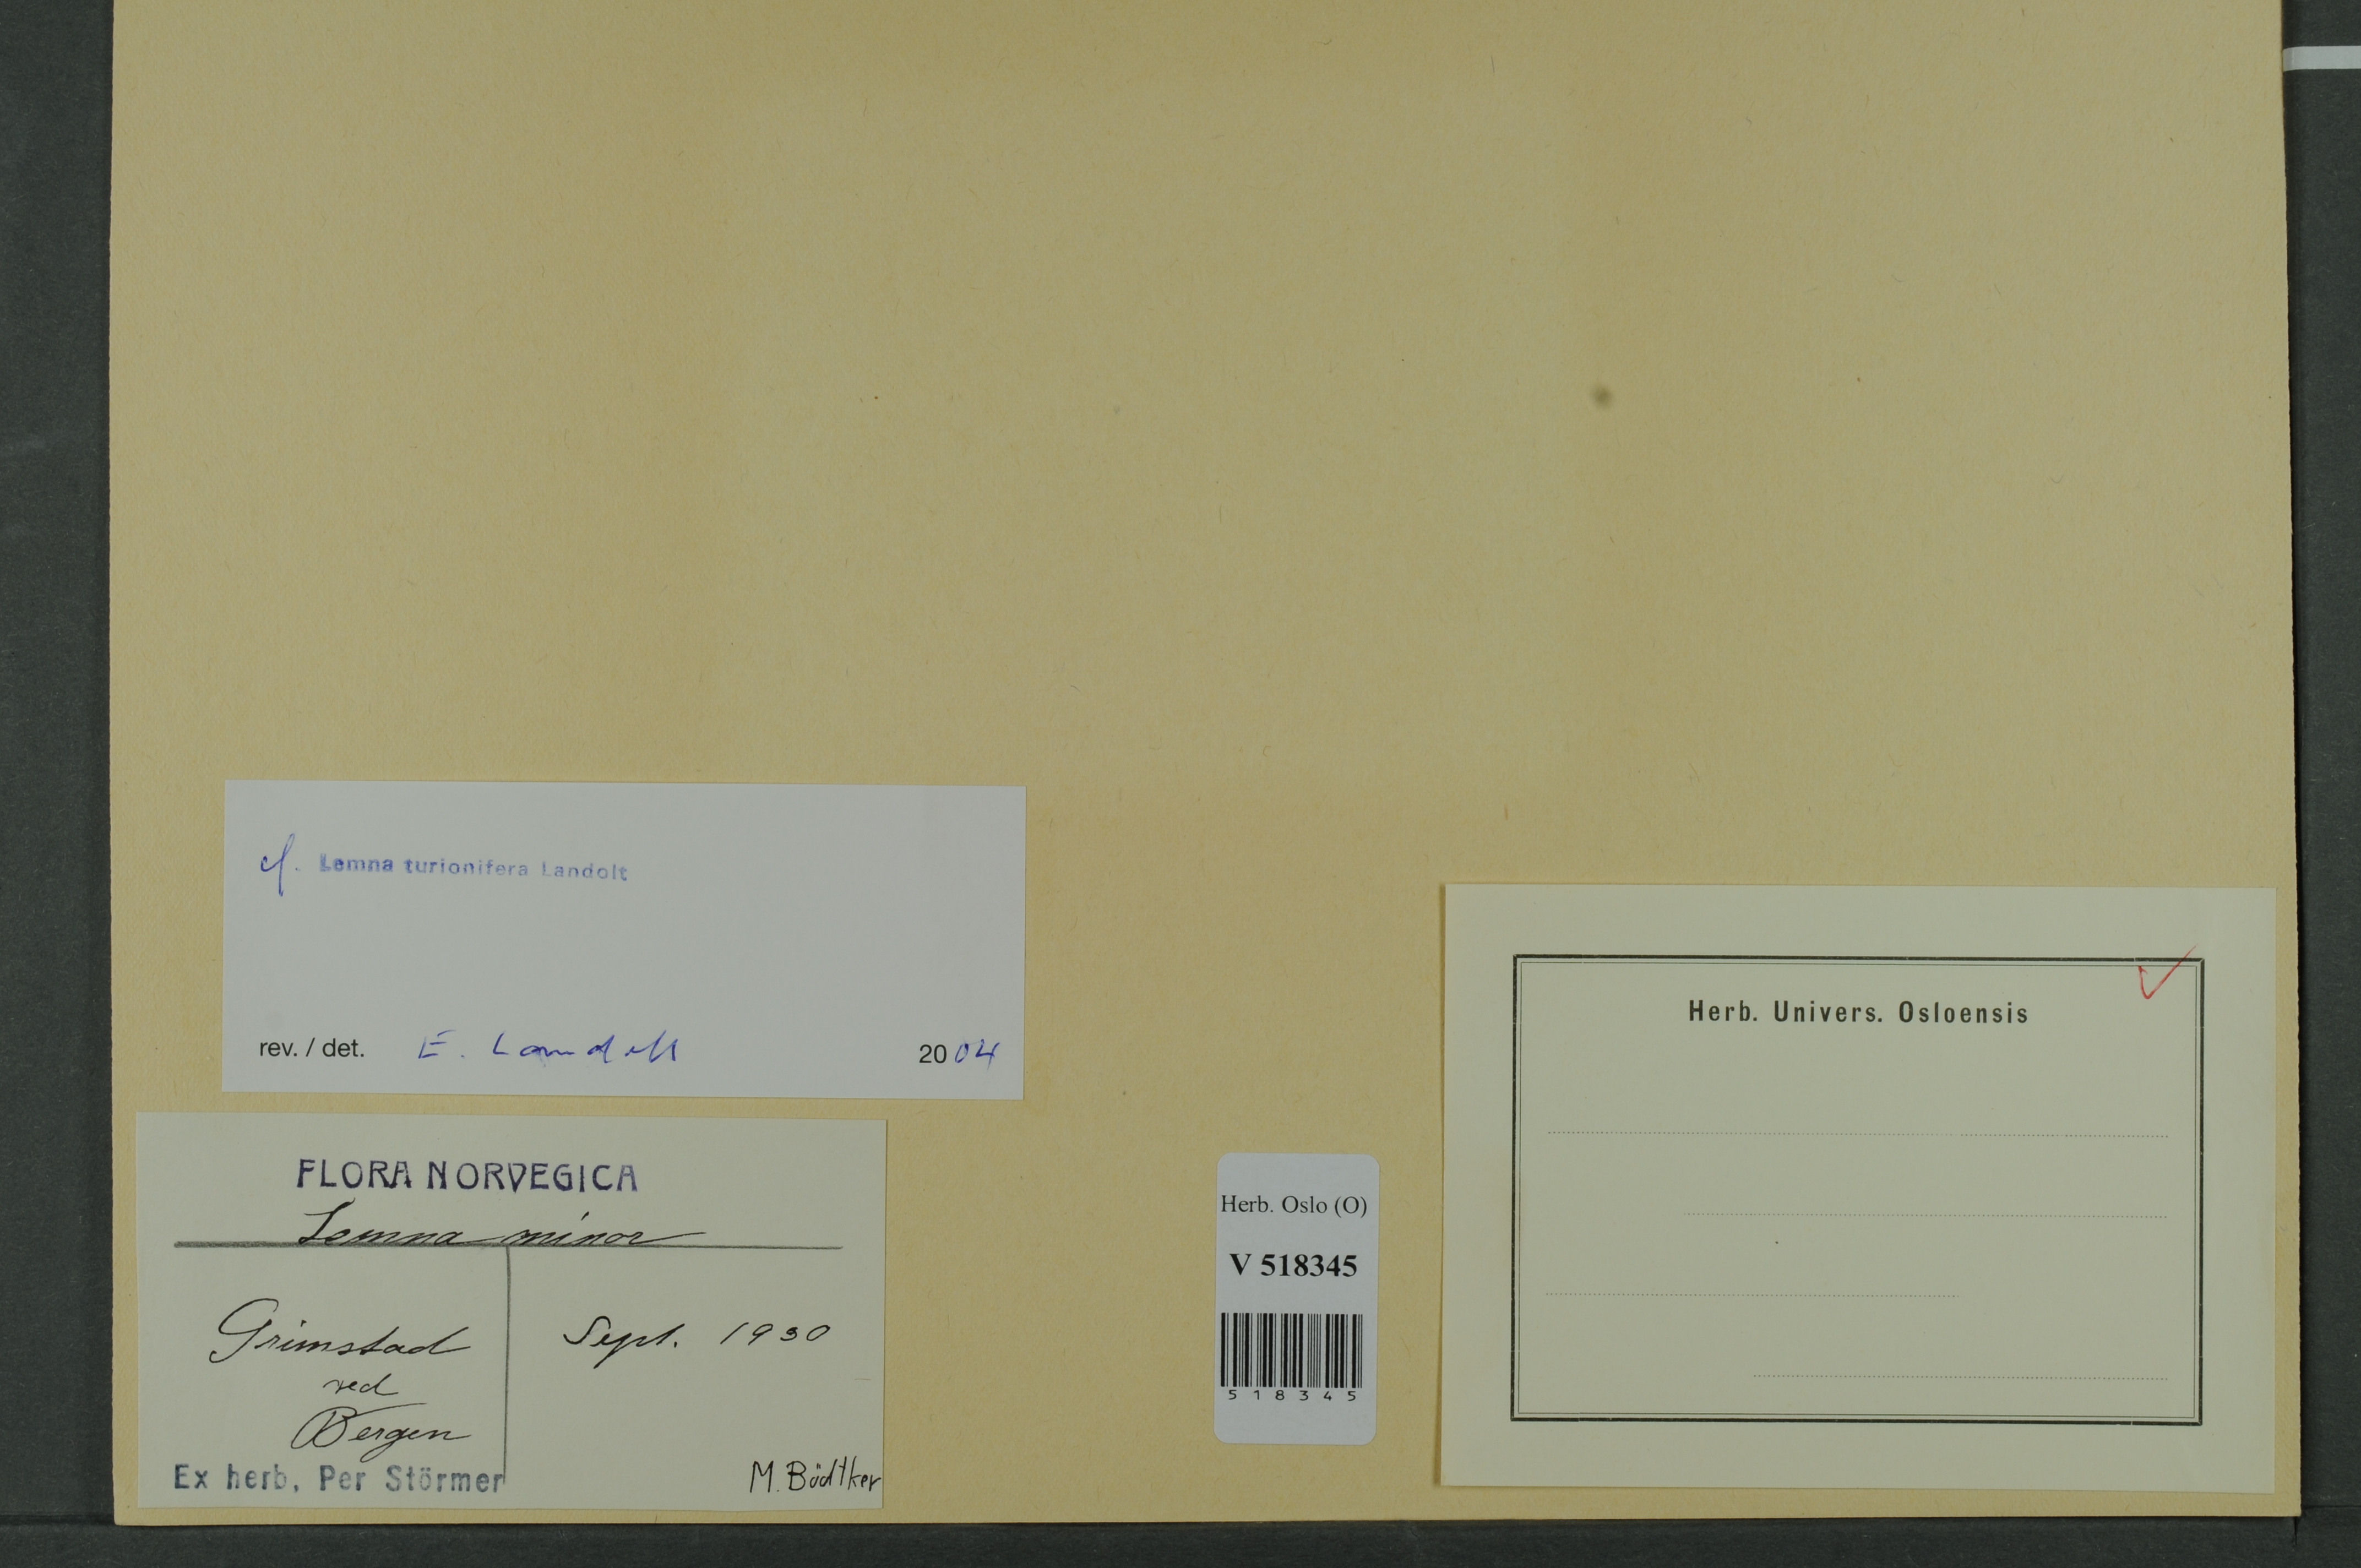 cf. Lemna turionifera Landolt
rev. / det. E. Landolt 2004
FLORA NORVEGICA
Lemna minor
Grimstad
ved
Bergen
Sept. 1930
Ex herb. Per Störmer
M. Bödtker
Herb. Oslo (O)
V 518345
518345
Herb. Univers. Osloensis